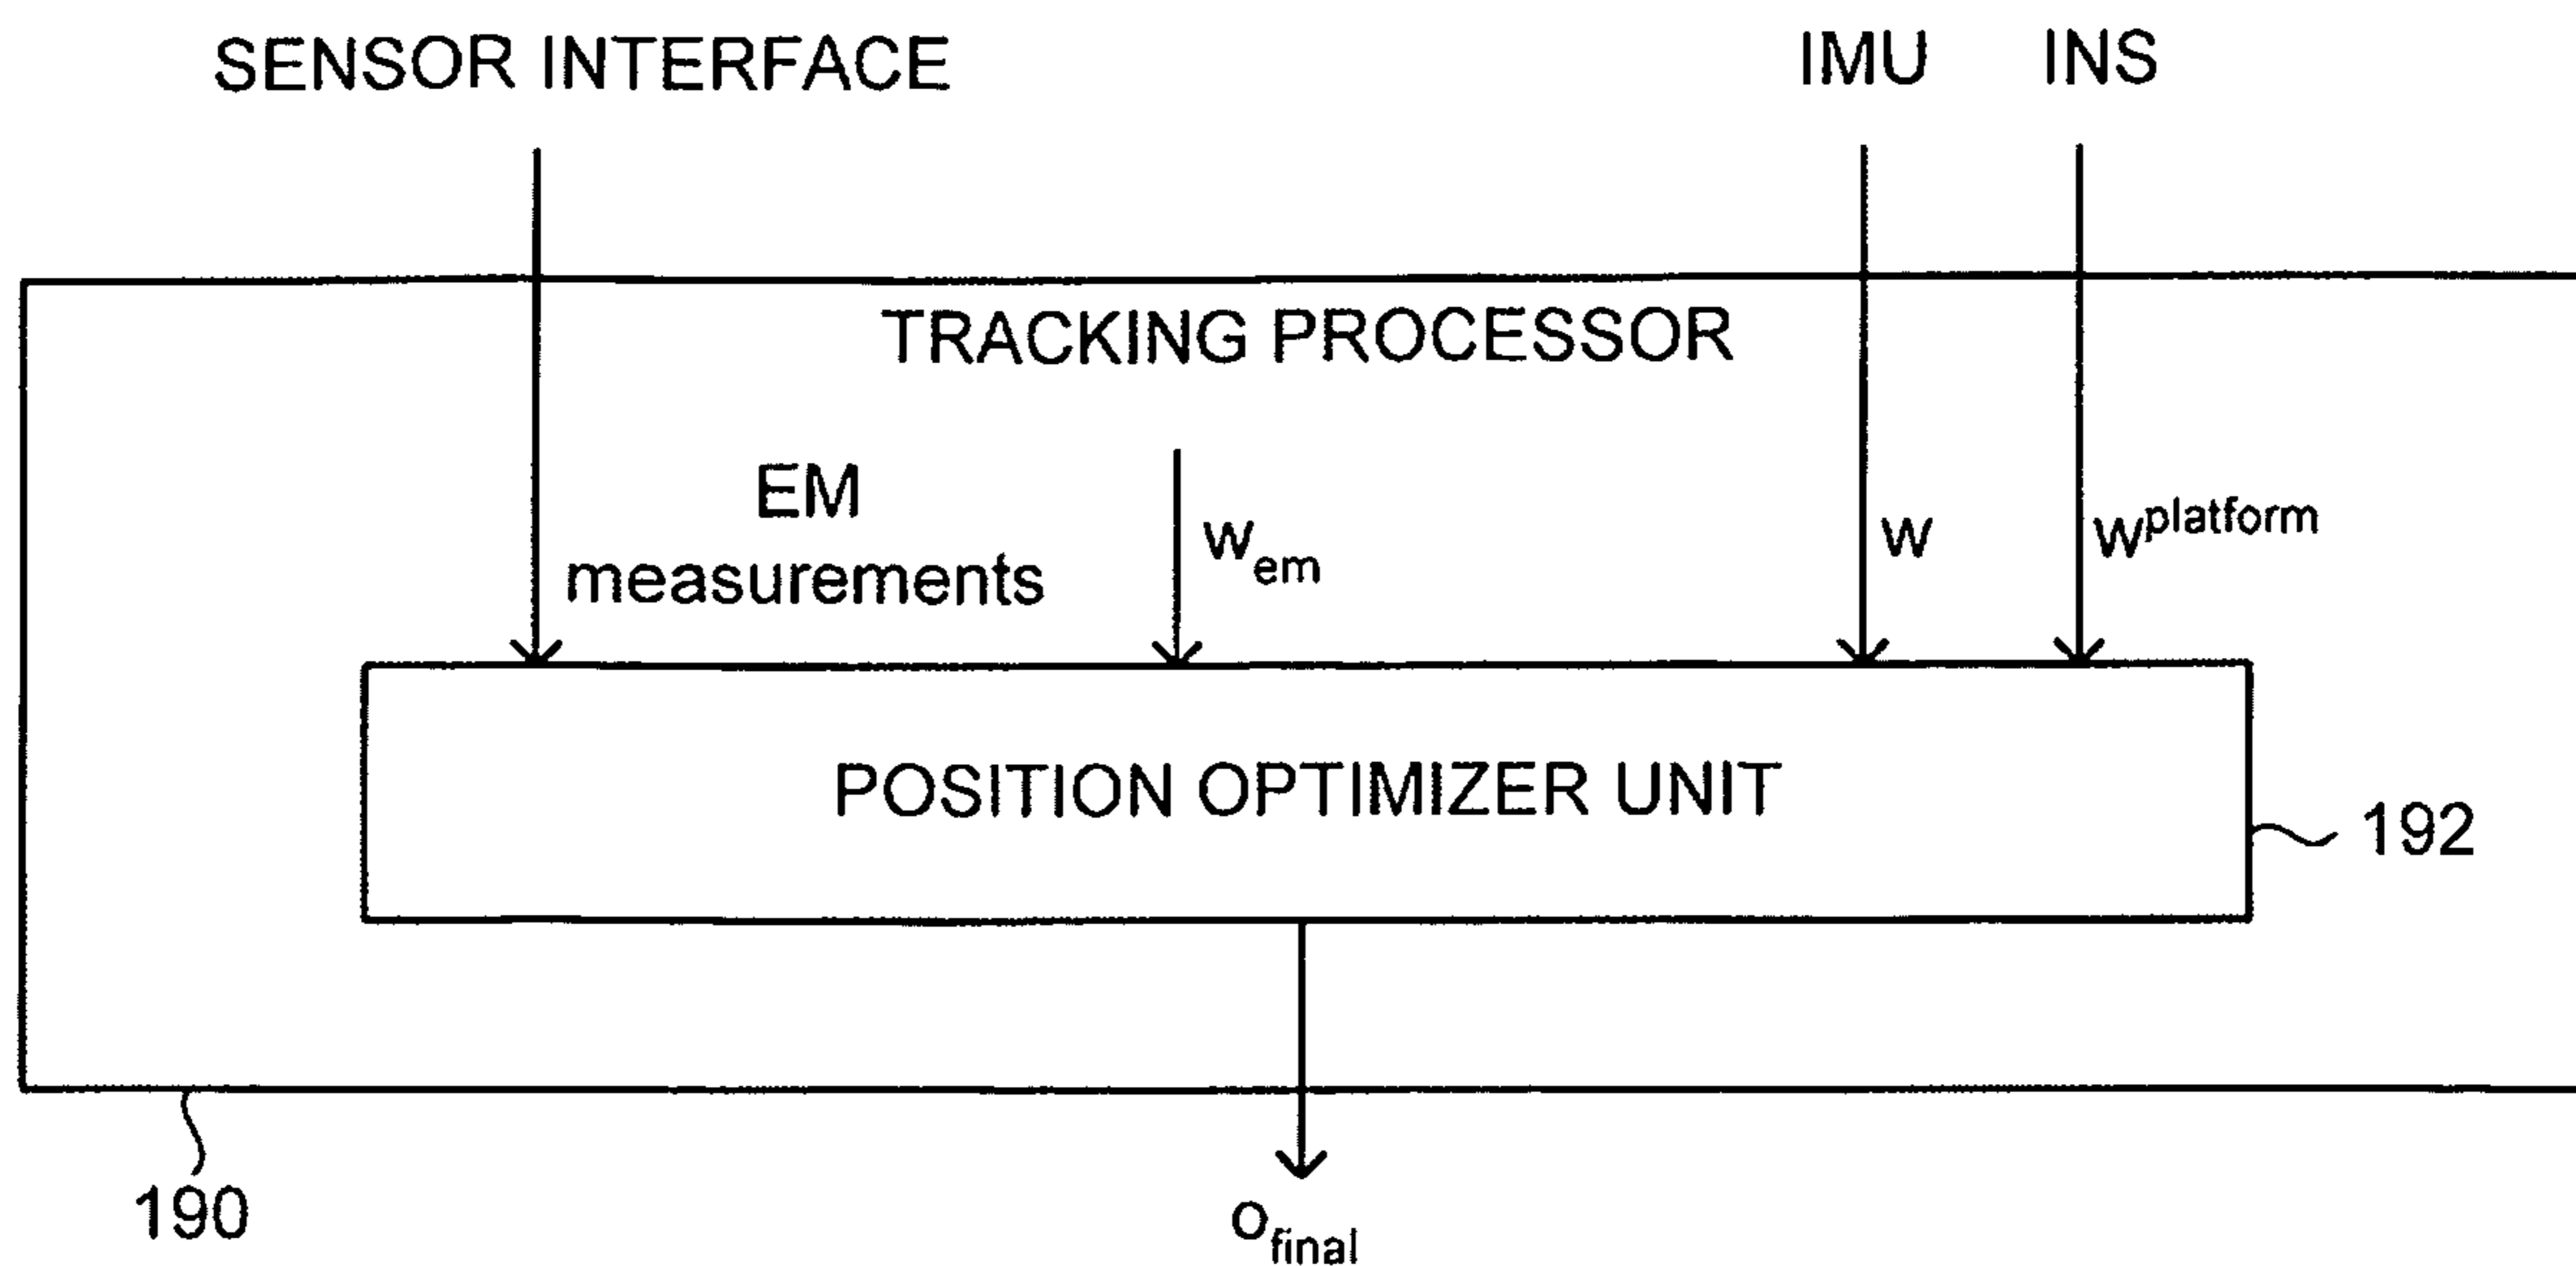 SENSOR INTERFACE IMU INS
TRACKING PROCESSOR
EM
measurements
wem
w
wplatform
POSITION OPTIMIZER UNIT
192
190
ofinal